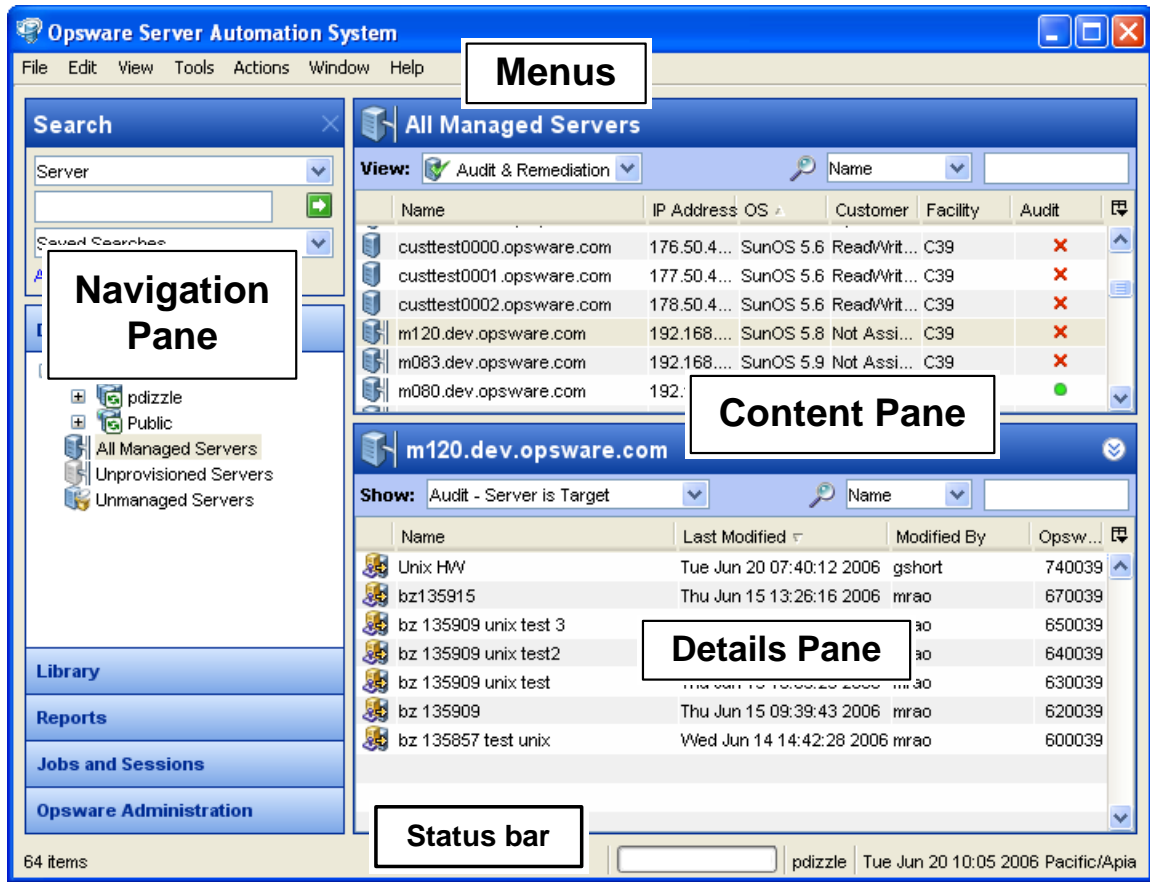 Opsware Server Automation System
File Edit View Tools Actions Window Help
Menus
Search
Server
Saved Searches
Navigation
Pane
pdizzle
Public
All Managed Servers
Unprovisioned Servers
Unmanaged Servers
Library
Reports
Jobs and Sessions
Opsware Administration
All Managed Servers
View: Audit & Remediation Name
Name IP Address OS Customer Facility Audit
custtest0000.opsware.com 176.50.4... SunOS 5.6 ReadWrit... C39
custtest0001.opsware.com 177.50.4... SunOS 5.6 ReadWrit... C39
custtest0002.opsware.com 178.50.4... SunOS 5.6 ReadWrit... C39
m120.dev.opsware.com 192.168.... SunOS 5.8 Not Assi... C39
m083.dev.opsware.com 192.168.... SunOS 5.9 Not Assi... C39
m080.dev.opsware.com 192.
Content Pane
m120.dev.opsware.com
Show: Audit - Server is Target Name
Name Last Modified Modified By Opsw...
Unix HW Tue Jun 20 07:40:12 2006 gshort 740039
bz135915 Thu Jun 15 13:26:16 2006 mrao 670039
bz 135909 unix test 3 650039
bz 135909 unix test2 640039
Details Pane
bz 135909 unix test 630039
bz 135909 Thu Jun 15 09:39:43 2006 mrao 620039
bz 135857 test unix Wed Jun 14 14:42:28 2006 mrao 600039
Status bar
64 items pdizzle Tue Jun 20 10:05 2006 Pacific/Apia